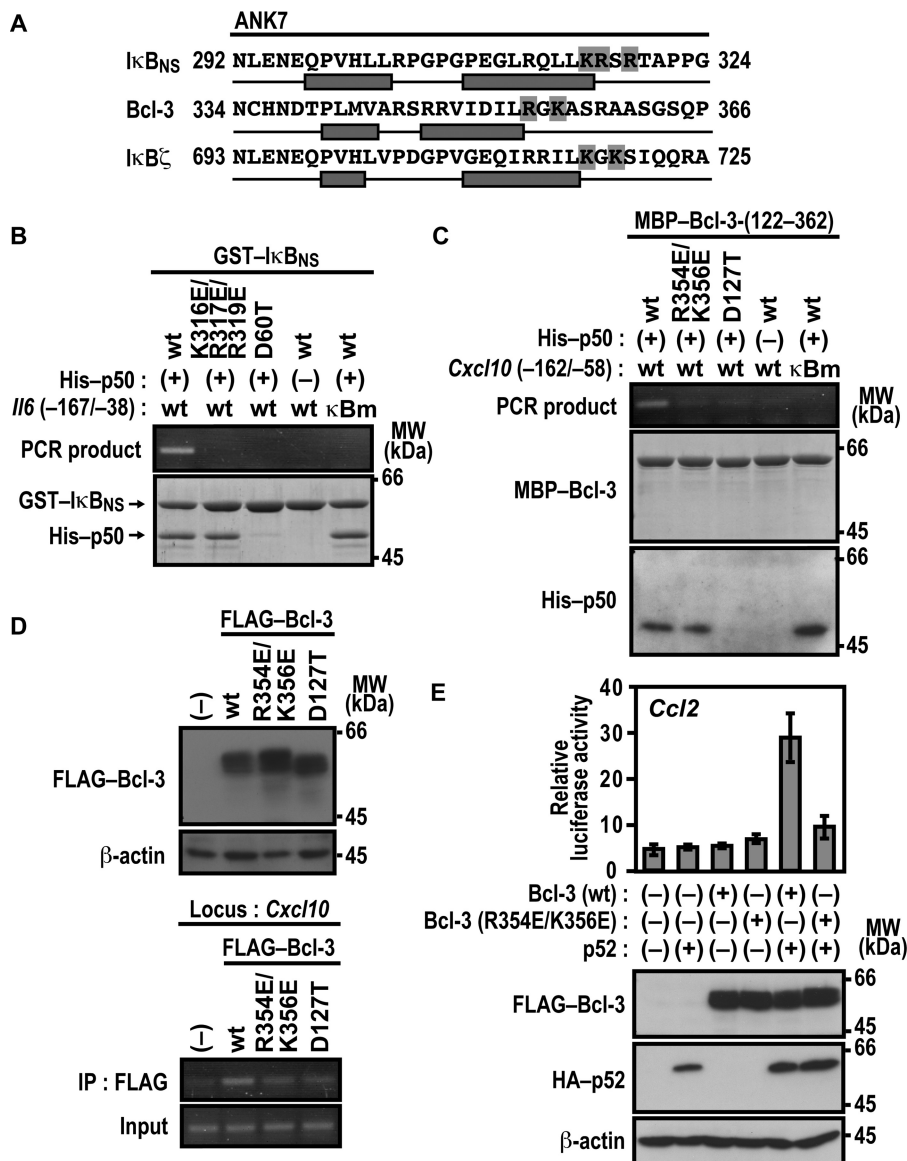 A
ANK7
IκBNS 292 NLENEQPVHLLRPGPGPEGLRQLLKRSRTAPPG 324
Bcl-3 334 NCHNDTPLMVARSRRVIDILRGKASRAASGSQP 366
IκBζ 693 NLENEQPVHLVPDGPVGEQIRRILKGKSIQQRA 725
B
GST–IκBNS
wt
K316E/
R317E/
R319E
D60T
wt
wt
His–p50 : (+) (+) (+) (–) (+)
Il6 (–167/–38) : wt wt wt wt κBm
PCR product
MW
(kDa)
66
GST–IκBNS
His–p50
45
C
MBP–Bcl-3-(122–362)
wt
R354E/
K356E
D127T
wt
wt
His–p50 : (+) (+) (+) (–) (+)
Cxcl10 (–162/–58) : wt wt wt wt κBm
PCR product
MW
(kDa)
66
MBP–Bcl-3
45
66
His–p50
45
D
FLAG–Bcl-3
(–)
wt
R354E/
K356E
D127T
MW
(kDa)
66
FLAG–Bcl-3
45
β-actin
45
Locus : Cxcl10
FLAG–Bcl-3
(–)
wt
R354E/
K356E
D127T
IP : FLAG
Input
E
Relative
luciferase activity
40
30
20
10
0
Ccl2
Bcl-3 (wt) : (–) (–) (+) (–) (+) (–)
Bcl-3 (R354E/K356E) : (–) (–) (–) (+) (–) (+)
p52 : (–) (+) (–) (–) (+) (+)
MW
(kDa)
66
FLAG–Bcl-3
45
66
HA–p52
45
β-actin
45